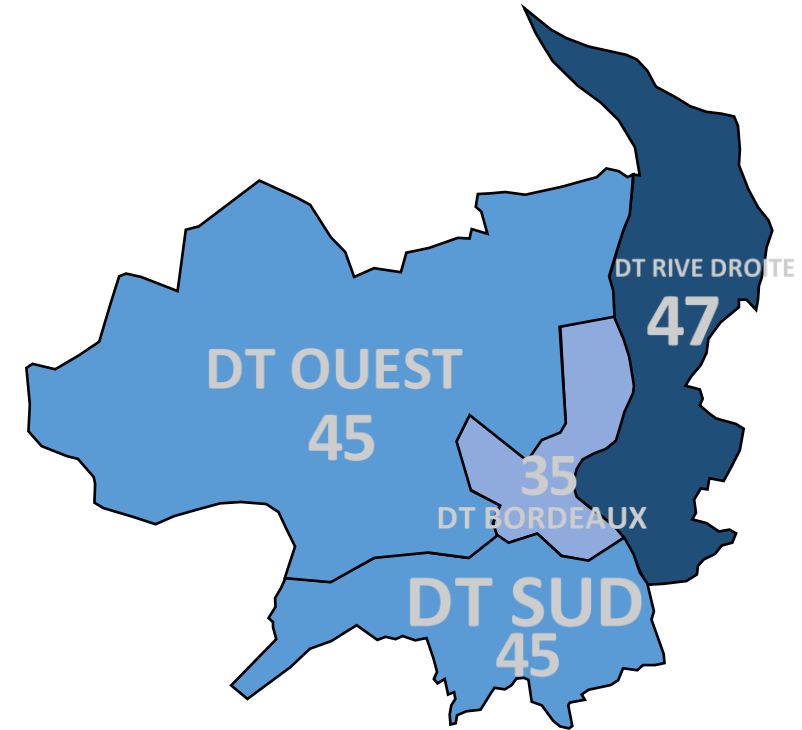 DT RIVE DROITE
47
DT OUEST
45
35
DT BORDEAUX
DT SUD
45